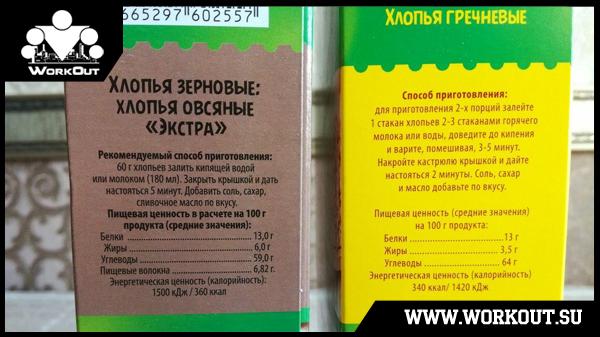 665297 602557
WORKOUT
ХЛОПЬЯ ЗЕРНОВЫЕ:
ХЛОПЬЯ ОВСЯНЫЕ
«ЭКСТРА»
Рекомендуемый способ приготовления:
60 г хлопьев залить кипящей водой
или молоком (180 мл). Закрыть крышкой и дать
настояться 5 минут. Добавить соль, сахар,
сливочное масло по вкусу.
Пищевая ценность в расчете на 100 г
продукта (средние значения):
Белки ............................ 13,0 г
Жиры ............................ 6,0 г
Углеводы ........................ 59,0 г
Пищевые волокна ................. 6,82 г.
Энергетическая ценность (калорийность):
1500 кДж / 360 ккал
ХЛОПЬЯ ГРЕЧНЕВЫЕ
Способ приготовления:
для приготовления 2-х порций залейте
1 стакан хлопьев 2-3 стаканами горячего
молока или воды, доведите до кипения
и варите, помешивая, 3-5 минут.
Накройте кастрюлю крышкой и дайте
настояться 2 минуты. Соль, сахар
и масло добавьте по вкусу.
Пищевая ценность (средние значения)
на 100 г продукта:
Белки ............................ 13 г
Жиры ............................ 3,5 г
Углеводы ........................ 64 г
Энергетическая ценность (калорийность):
340 ккал/ 1420 кДж
WWW.WORKOUT.SU